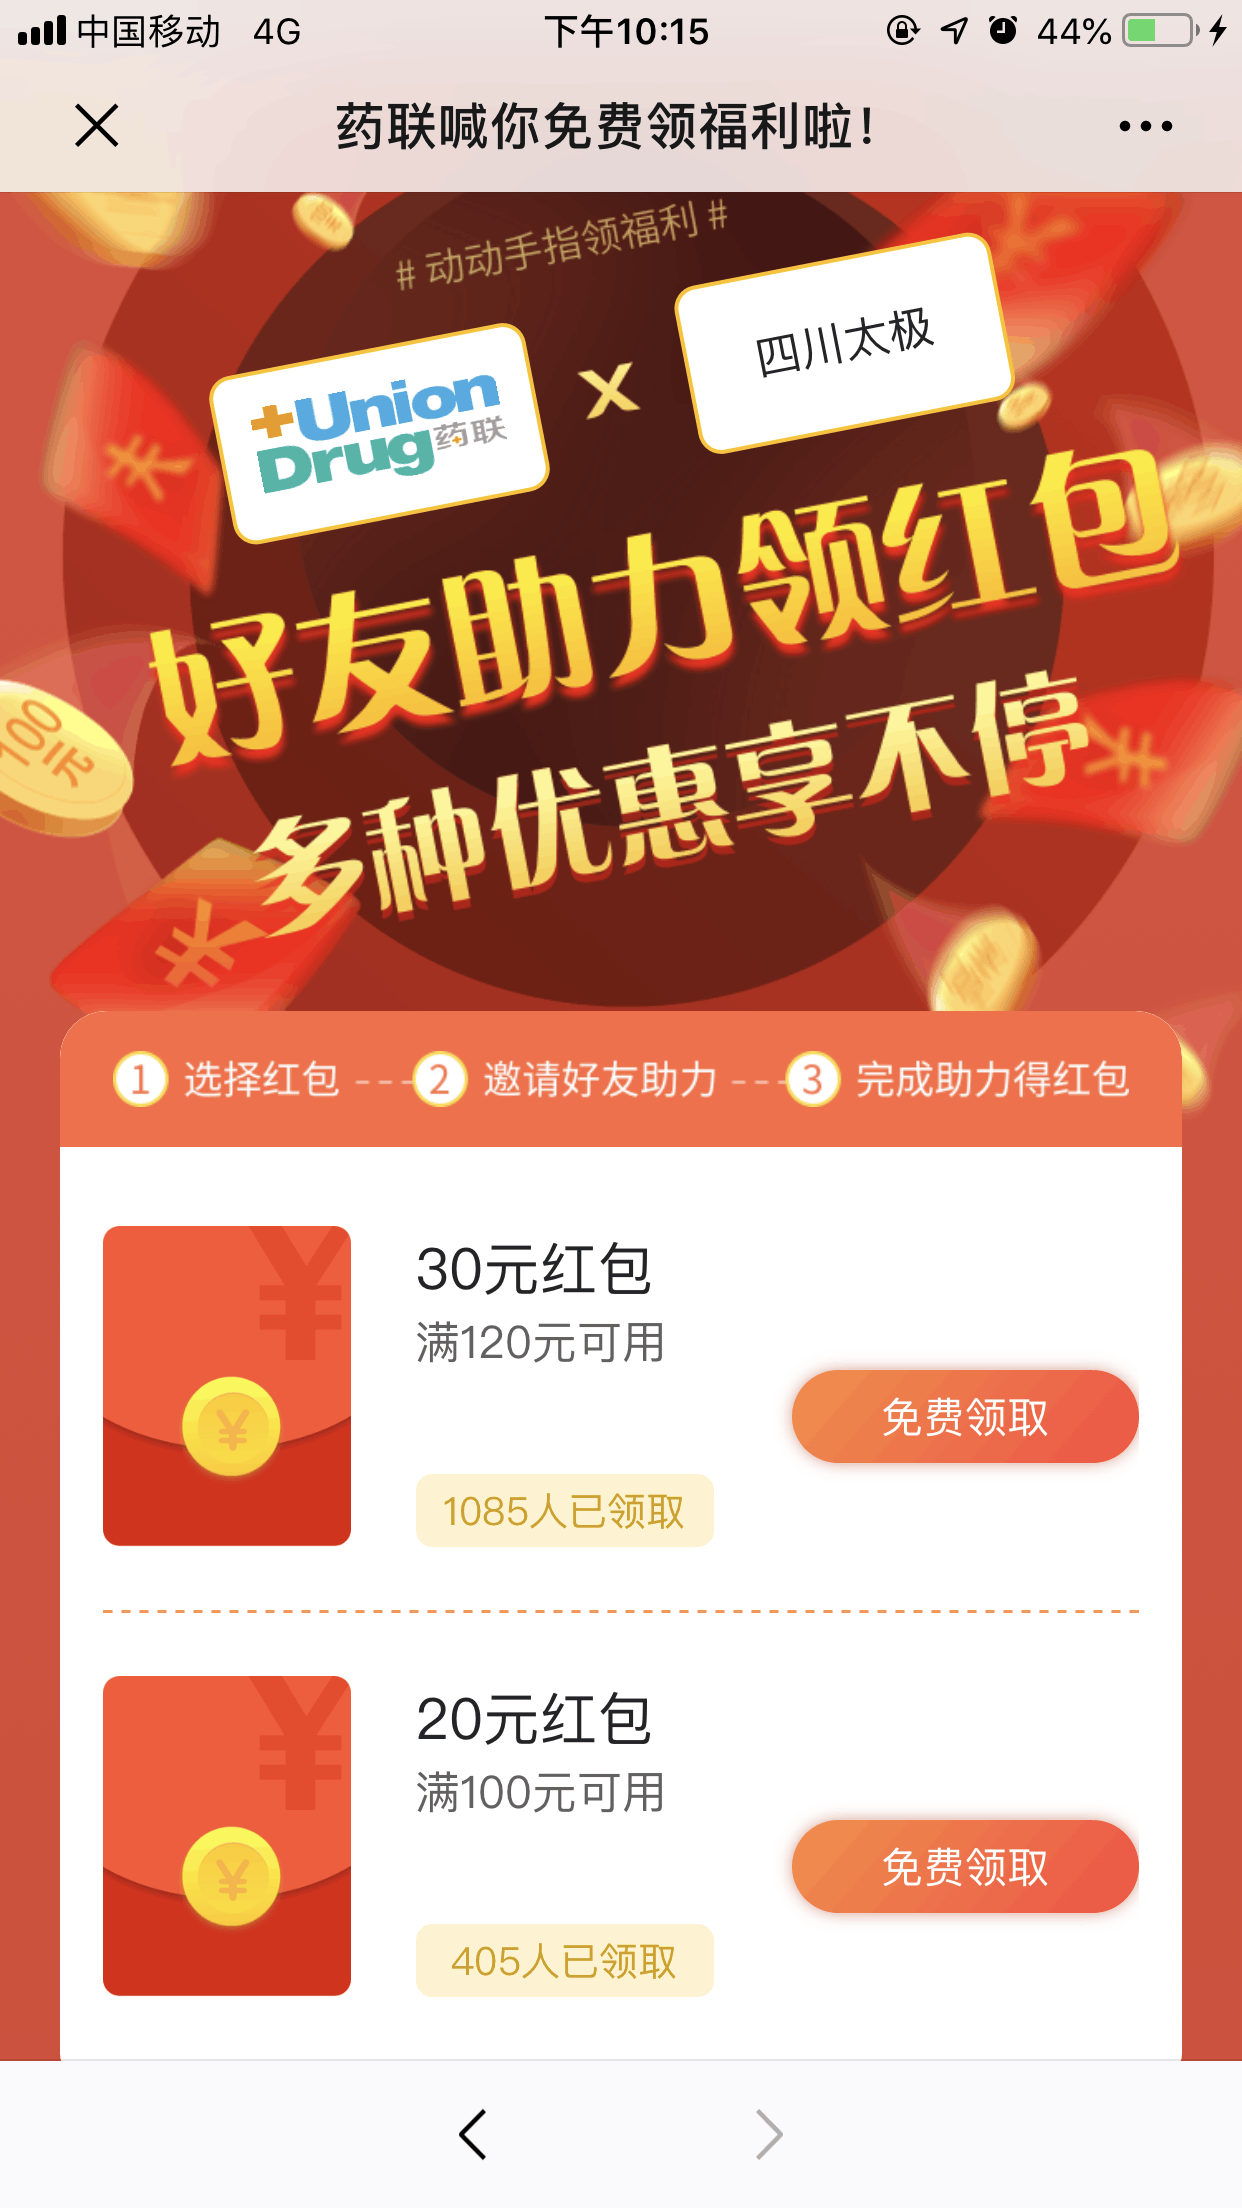 中国移动 4G 下午10:15 44%
药联喊你免费领福利啦!
#动动手指领福利#
+Union
Drug药联
X
四川太极
好友助力领红包
多种优惠享不停
100
元
1 选择红包 ---2 邀请好友助力 ---3 完成助力得红包
30元红包
满120元可用
免费领取
1085人已领取
20元红包
满100元可用
免费领取
405人已领取